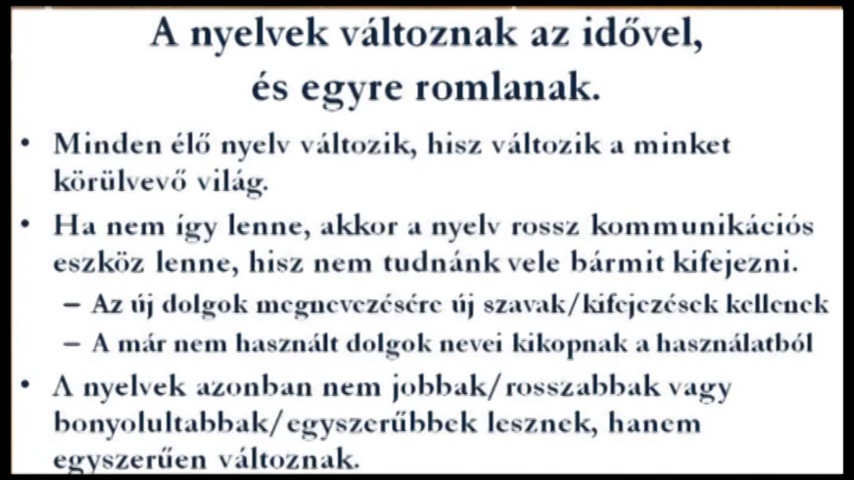 A nyelvek változnak az idővel,
és egyre romlanak.
• Minden élő nyelv változik, hisz változik a minket
körülvevő világ.
• Ha nem így lenne, akkor a nyelv rossz kommunikációs
eszköz lenne, hisz nem tudnánk vele bármit kifejezni.
– Az új dolgok megnevezésére új szavak/kifejezések kellenek
– A már nem használt dolgok nevei kikopnak a használatból
• A nyelvek azonban nem jobbak/rosszabbak vagy
bonyolultabbak/egyszerűbbek lesznek, hanem
egyszerűen változnak.